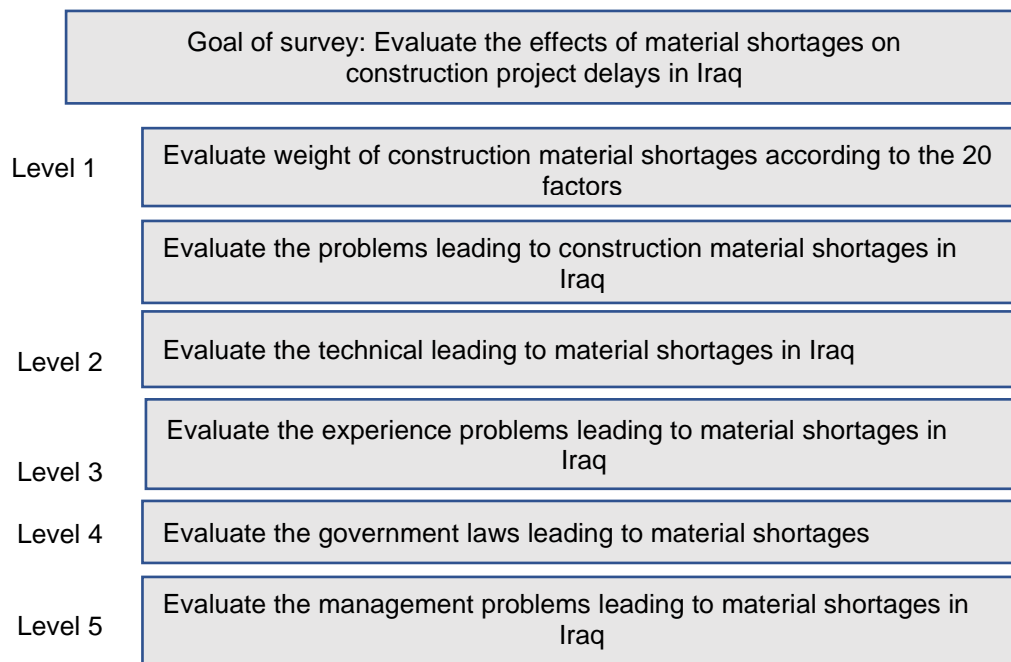 Goal of survey: Evaluate the effects of material shortages on
construction project delays in Iraq
Level 1
Evaluate weight of construction material shortages according to the 20
factors
Evaluate the problems leading to construction material shortages in
Iraq
Level 2
Evaluate the technical leading to material shortages in Iraq
Level 3
Evaluate the experience problems leading to material shortages in
Iraq
Level 4
Evaluate the government laws leading to material shortages
Level 5
Evaluate the management problems leading to material shortages in
Iraq